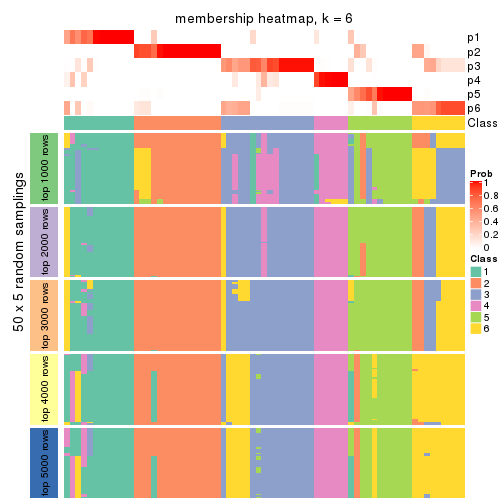 membership heatmap, k = 6
p1
p2
p3
p4
p5
p6
Class
50 x 5 random samplings
top 1000 rows
top 2000 rows
top 3000 rows
top 4000 rows
top 5000 rows
Prob
1
0.8
0.6
0.4
0.2
0
Class
1
2
3
4
5
6